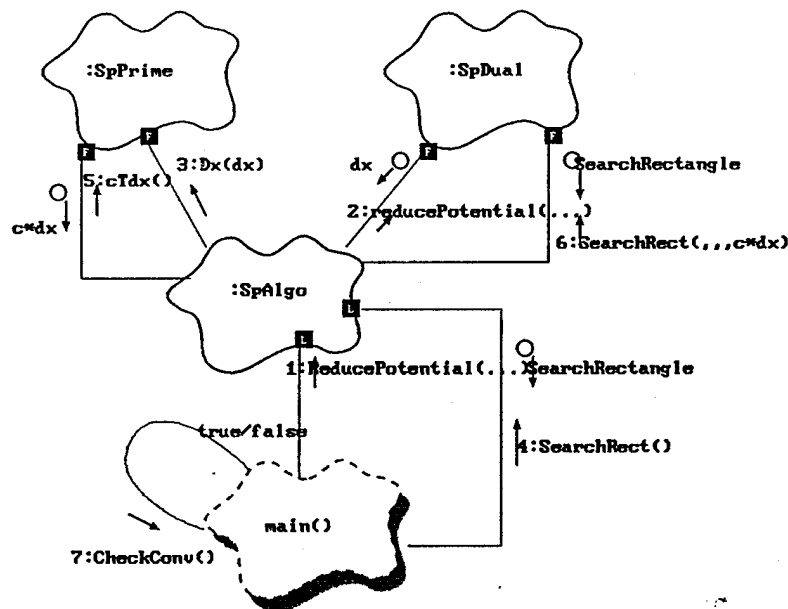 :SpPrime
:SpDual
F
F
F
F
3:Dx(dx)
dx
SearchRectangle
5:cTdx()
2:reducePotential(...)
c*dx
6:SearchRect(,,,c*dx)
:SpAlgo
L
L
1:ReducePotential(...)
SearchRectangle
true/false
4:SearchRect()
main()
7:CheckConv()